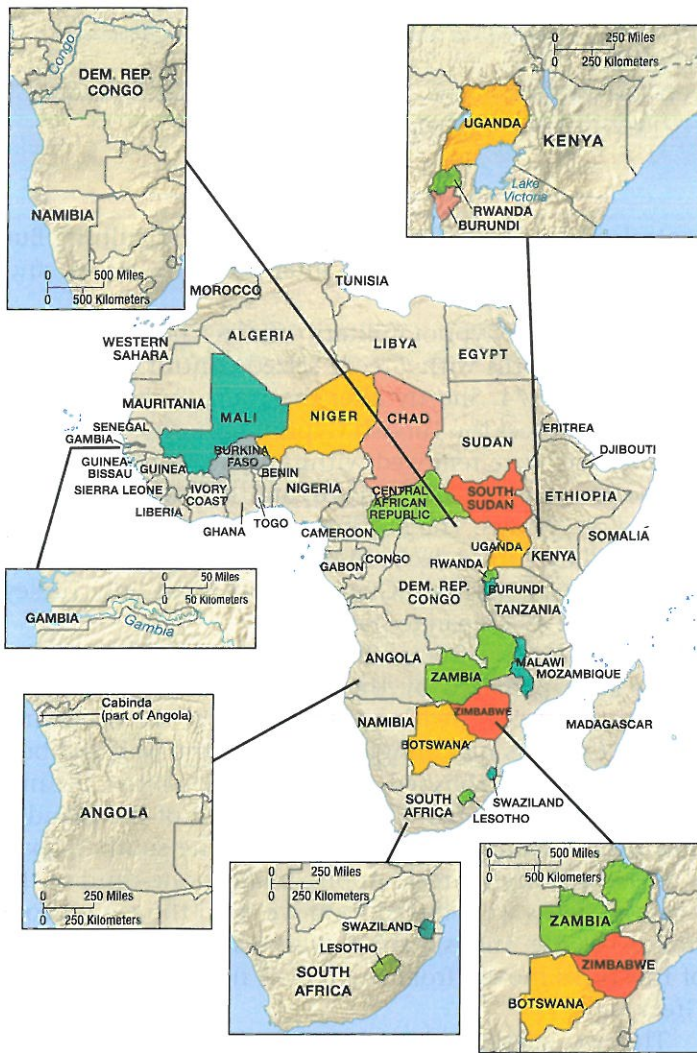 Congo
DEM. REP.
CONGO
NAMIBIA
0 500 Miles
0 500 Kilometers
0 250 Miles
0 250 Kilometers
UGANDA
KENYA
Lake
Victoria
RWANDA
BURUNDI
TUNISIA
MOROCCO
ALGERIA
LIBYA
EGYPT
WESTERN
SAHARA
MAURITANIA
MALI
NIGER
CHAD
SUDAN
ERITREA
DJIBOUTI
SENEGAL
GAMBIA
GUINEA-
BISSAU
GUINEA
SIERRA LEONE
LIBERIA
IVORY
COAST
BURKINA
FASO
BENIN
GHANA
TOGO
NIGERIA
CAMEROON
CENTRAL
AFRICAN
REPUBLIC
SOUTH
SUDAN
ETHIOPIA
SOMALIÁ
GABON
CONGO
UGANDA
KENYA
RWANDA
DEM. REP.
CONGO
BURUNDI
TANZANIA
0 50 Miles
0 50 Kilometers
GAMBIA
Gambia
ANGOLA
ZAMBIA
MALAWI
MOZAMBIQUE
NAMIBIA
ZIMBABWE
BOTSWANA
MADAGASCAR
SOUTH
AFRICA
SWAZILAND
LESOTHO
Cabinda
(part of Angola)
ANGOLA
0 250 Miles
0 250 Kilometers
0 250 Miles
0 250 Kilometers
SWAZILAND
LESOTHO
SOUTH
AFRICA
0 500 Miles
0 500 Kilometers
ZAMBIA
ZIMBABWE
BOTSWANA